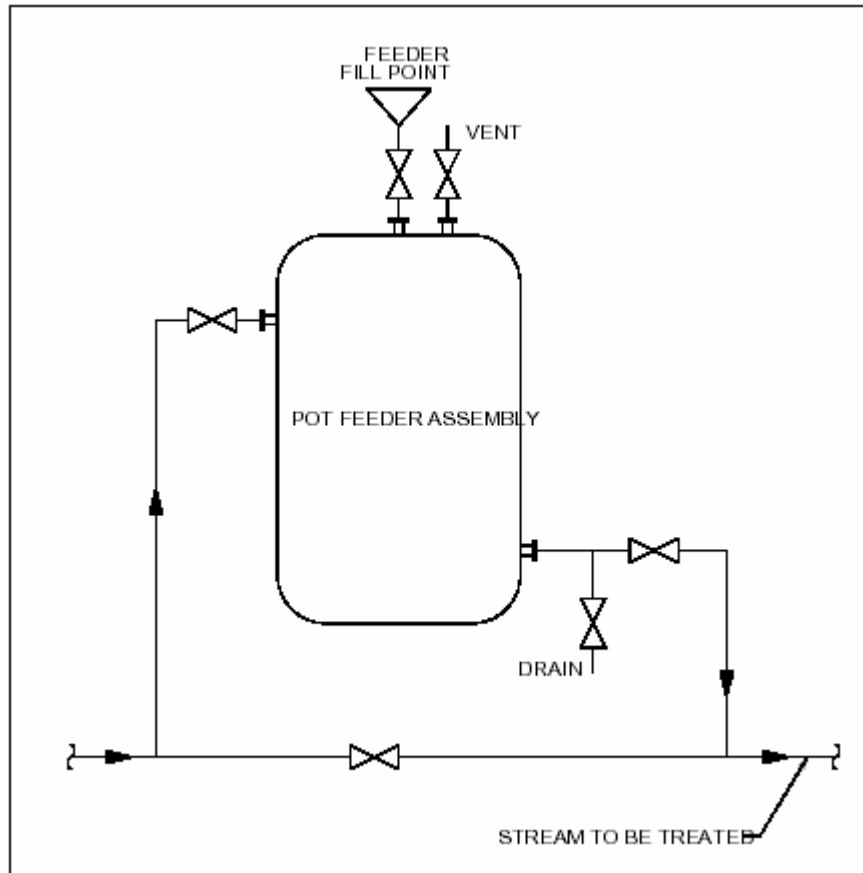 FEEDER
FILL POINT
VENT
POT FEEDER ASSEMBLY
DRAIN
STREAM TO BE TREATED